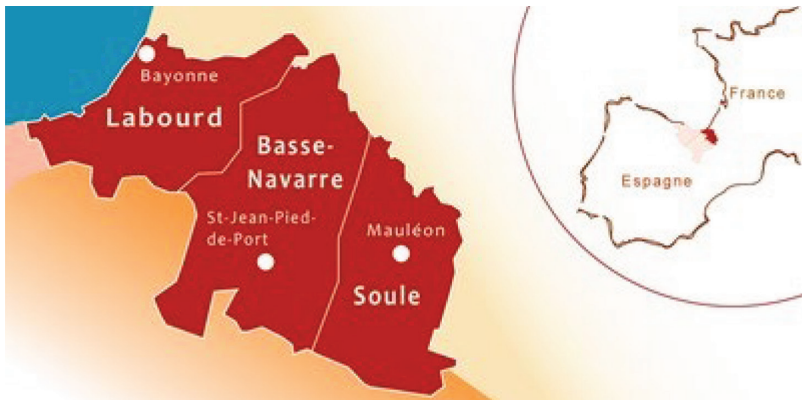 Bayonne
Labourd
Basse-
Navarre
St-Jean-Pied-
de-Port
Mauléon
Soule
France
Espagne